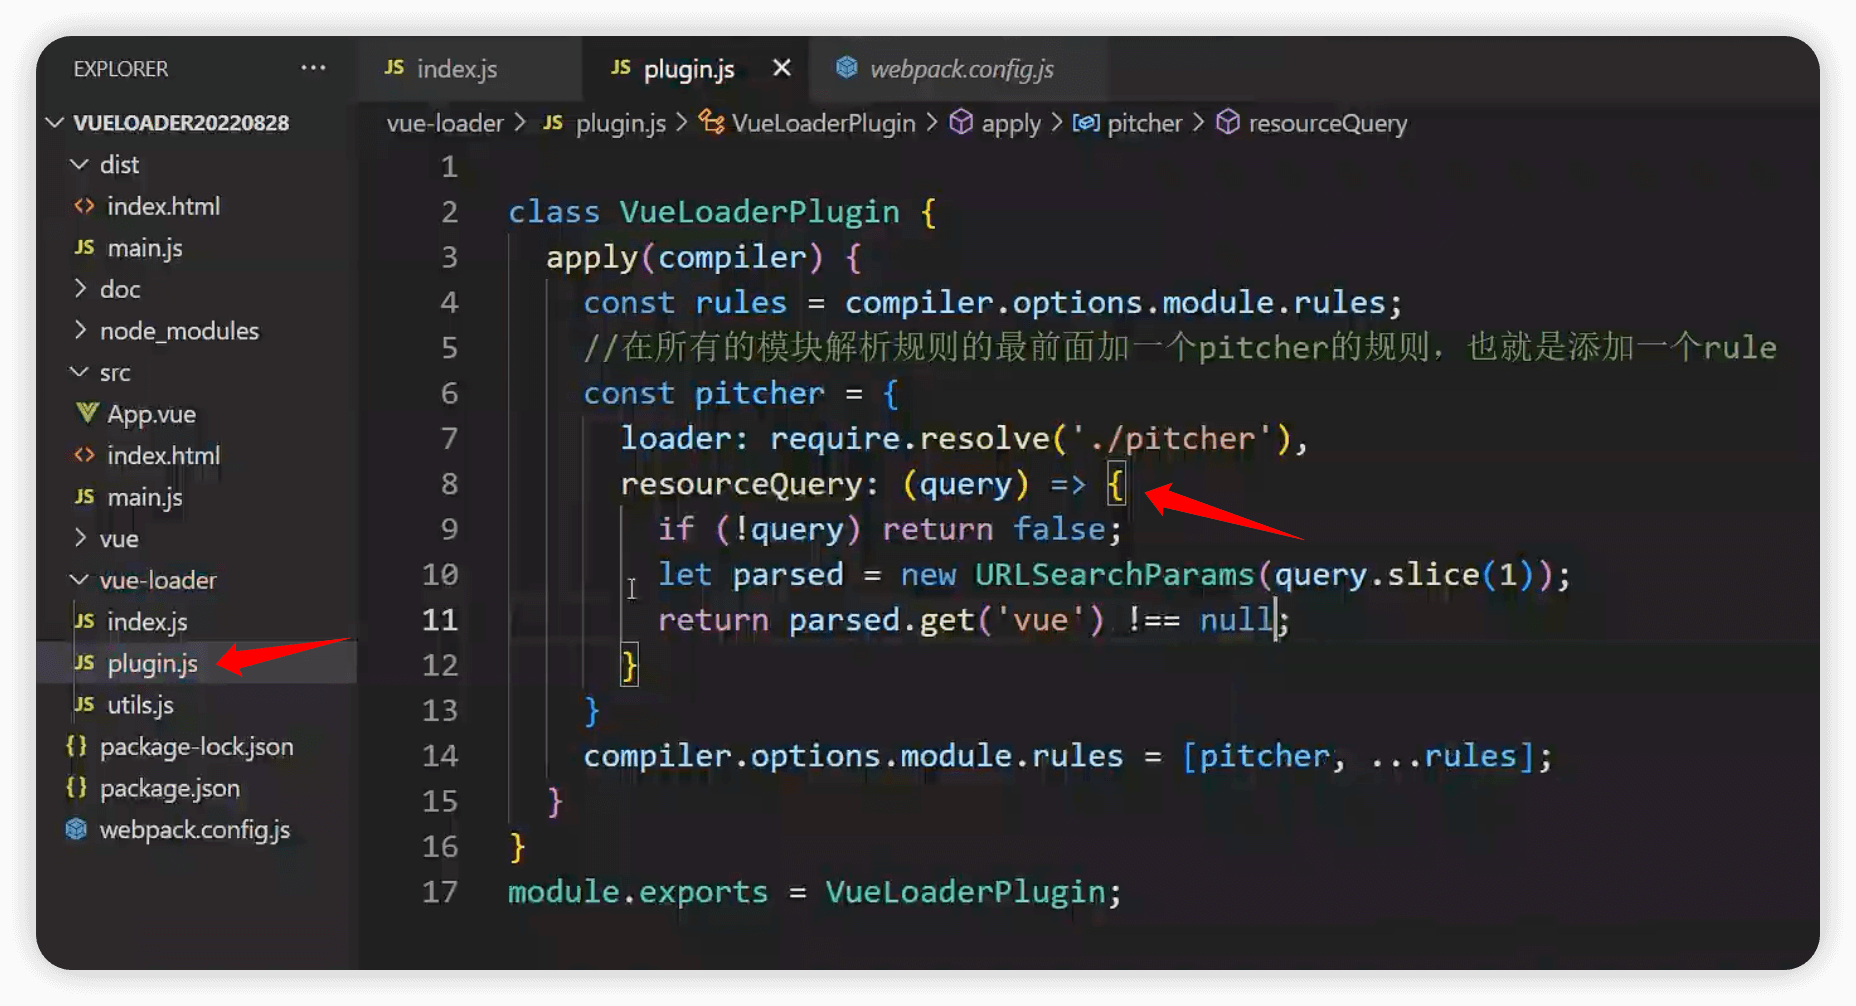 EXPLORER
···
VUELOADER20220828
dist
index.html
JS main.js
doc
node_modules
src
App.vue
index.html
JS main.js
vue
vue-loader
JS index.js
JS plugin.js
JS utils.js
{} package-lock.json
{} package.json
webpack.config.js
JS index.js
JS plugin.js
webpack.config.js
vue-loader > JS plugin.js > VueLoaderPlugin > apply > pitcher > resourceQuery
1
2 class VueLoaderPlugin {
3 apply(compiler) {
4 const rules = compiler.options.module.rules;
5 //在所有的模块解析规则的最前面加一个pitcher的规则，也就是添加一个rule
6 const pitcher = {
7 loader: require.resolve('./pitcher'),
8 resourceQuery: (query) => {
9 if (!query) return false;
10 let parsed = new URLSearchParams(query.slice(1));
11 return parsed.get('vue') !== null;
12 }
13 }
14 compiler.options.module.rules = [pitcher, ...rules];
15 }
16 }
17 module.exports = VueLoaderPlugin;